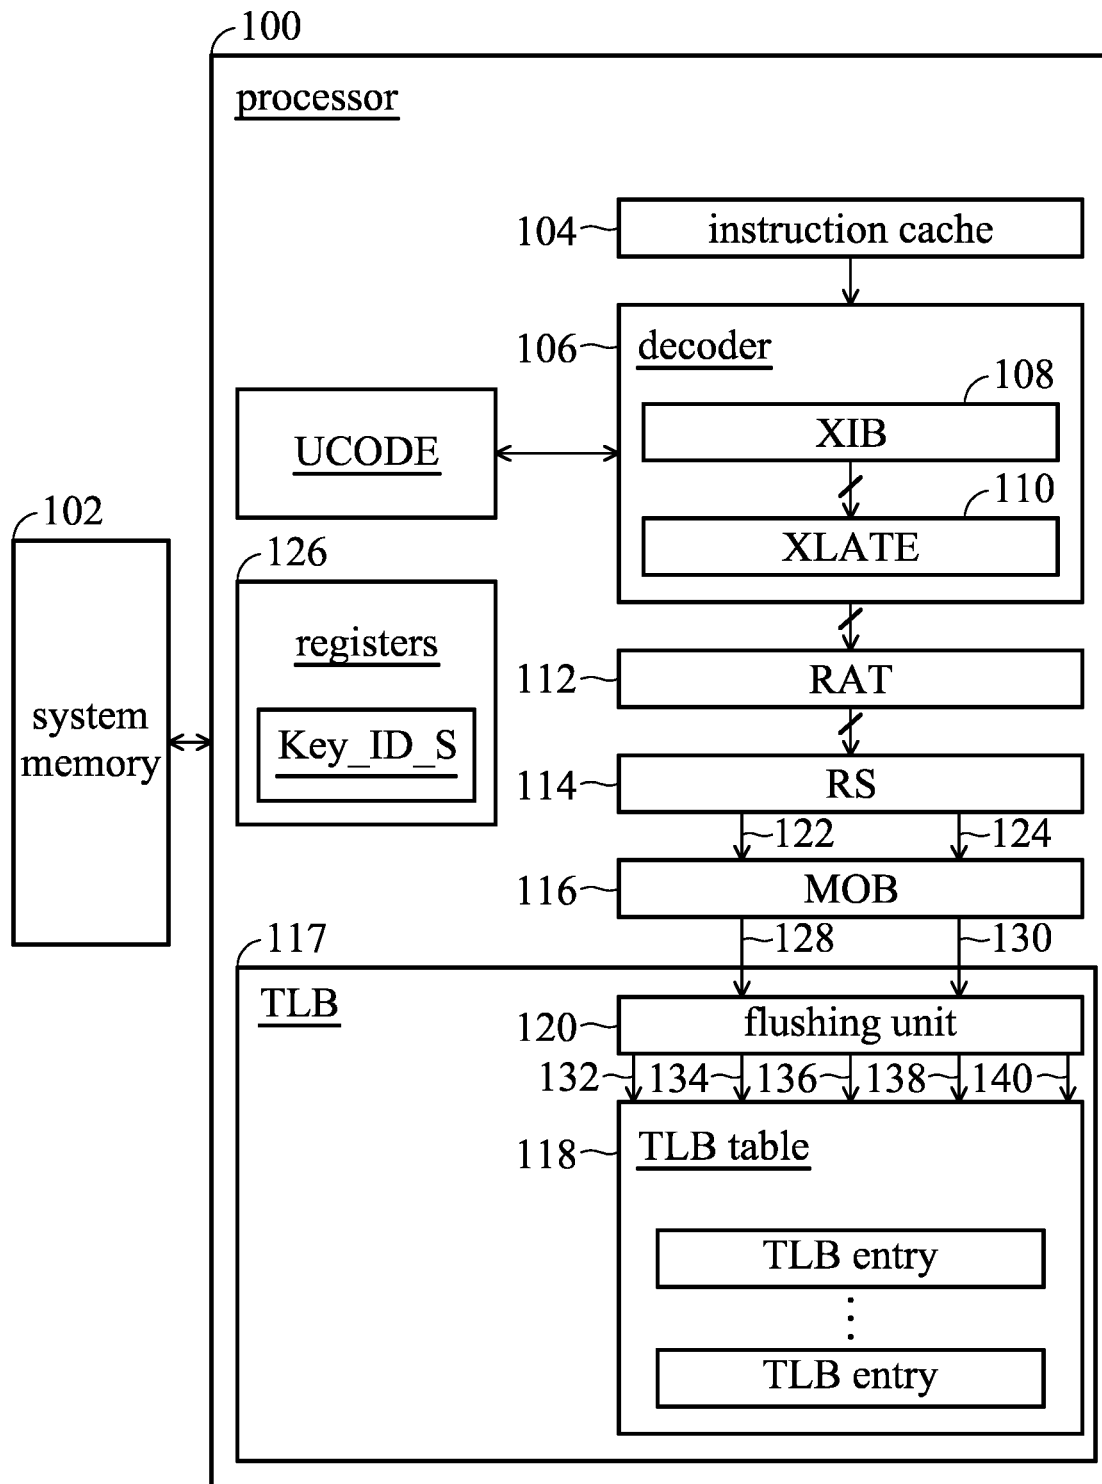 100
processor
104
instruction cache
106
decoder
108
XIB
UCODE
110
XLATE
102
system
memory
126
registers
Key_ID_S
112
RAT
114
RS
122
124
116
MOB
128
130
117
TLB
120
flushing unit
132
134
136
138
140
118
TLB table
TLB entry
TLB entry